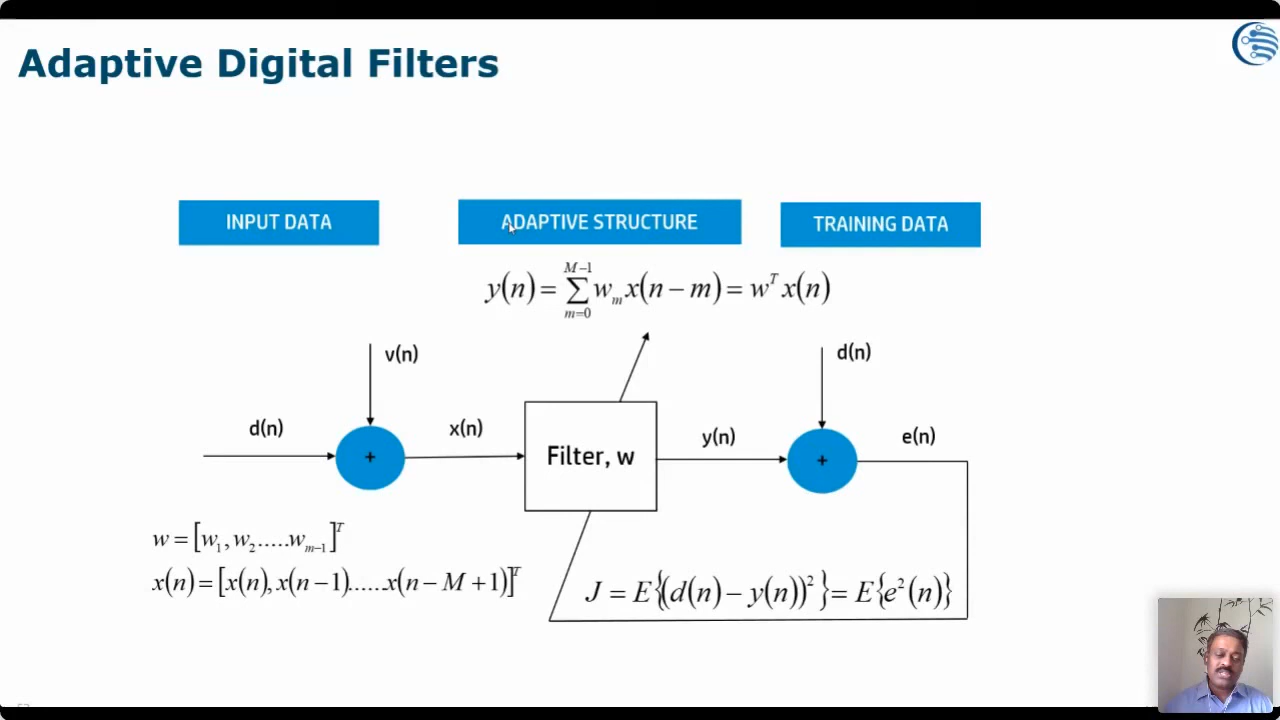 Adaptive Digital Filters
INPUT DATA
ADAPTIVE STRUCTURE
TRAINING DATA
y(n) = \sum_{m=0}^{M-1} w_m x(n-m) = w^T x(n)
v(n)
d(n)
d(n)
x(n)
y(n)
e(n)
+
Filter, w
+
w = [w_1, w_2.....w_{m-1}]^T
x(n) = [x(n), x(n-1)......x(n-M+1)]^T
J = E{(d(n) - y(n))^2} = E{e^2(n)}